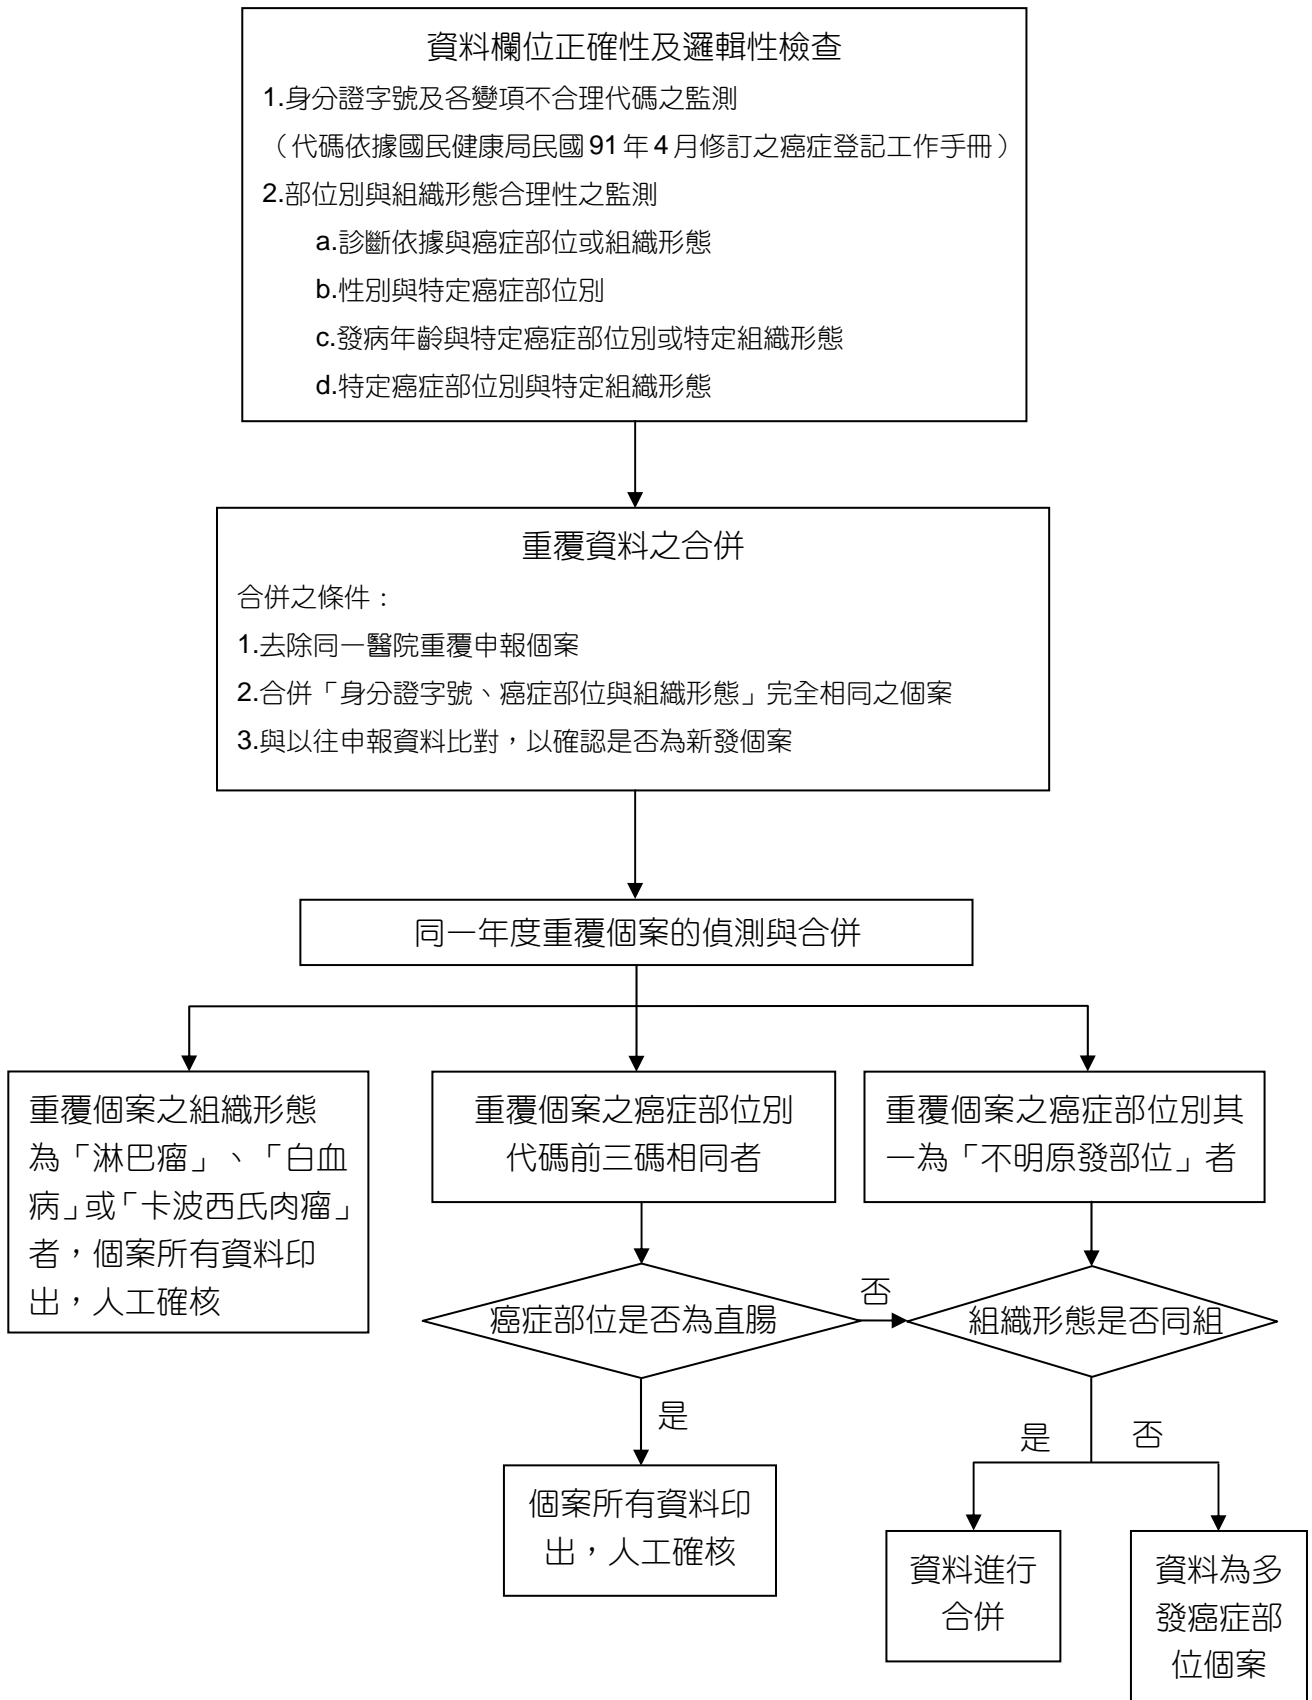 資料欄位正確性及邏輯性檢查
1.身分證字號及各變項不合理代碼之監測
（代碼依據國民健康局民國91年4月修訂之癌症登記工作手冊）
2.部位別與組織形態合理性之監測
a.診斷依據與癌症部位或組織形態
b.性別與特定癌症部位別
c.發病年齡與特定癌症部位別或特定組織形態
d.特定癌症部位別與特定組織形態
重覆資料之合併
合併之條件：
1.去除同一醫院重覆申報個案
2.合併「身分證字號、癌症部位與組織形態」完全相同之個案
3.與以往申報資料比對，以確認是否為新發個案
同一年度重覆個案的偵測與合併
重覆個案之組織形態
為「淋巴瘤」、「白血
病」或「卡波西氏肉瘤」
者，個案所有資料印
出，人工確核
重覆個案之癌症部位別
代碼前三碼相同者
重覆個案之癌症部位別其
一為「不明原發部位」者
癌症部位是否為直腸
否
組織形態是否同組
是
個案所有資料印
出，人工確核
是
否
資料進行
合併
資料為多
發癌症部
位個案